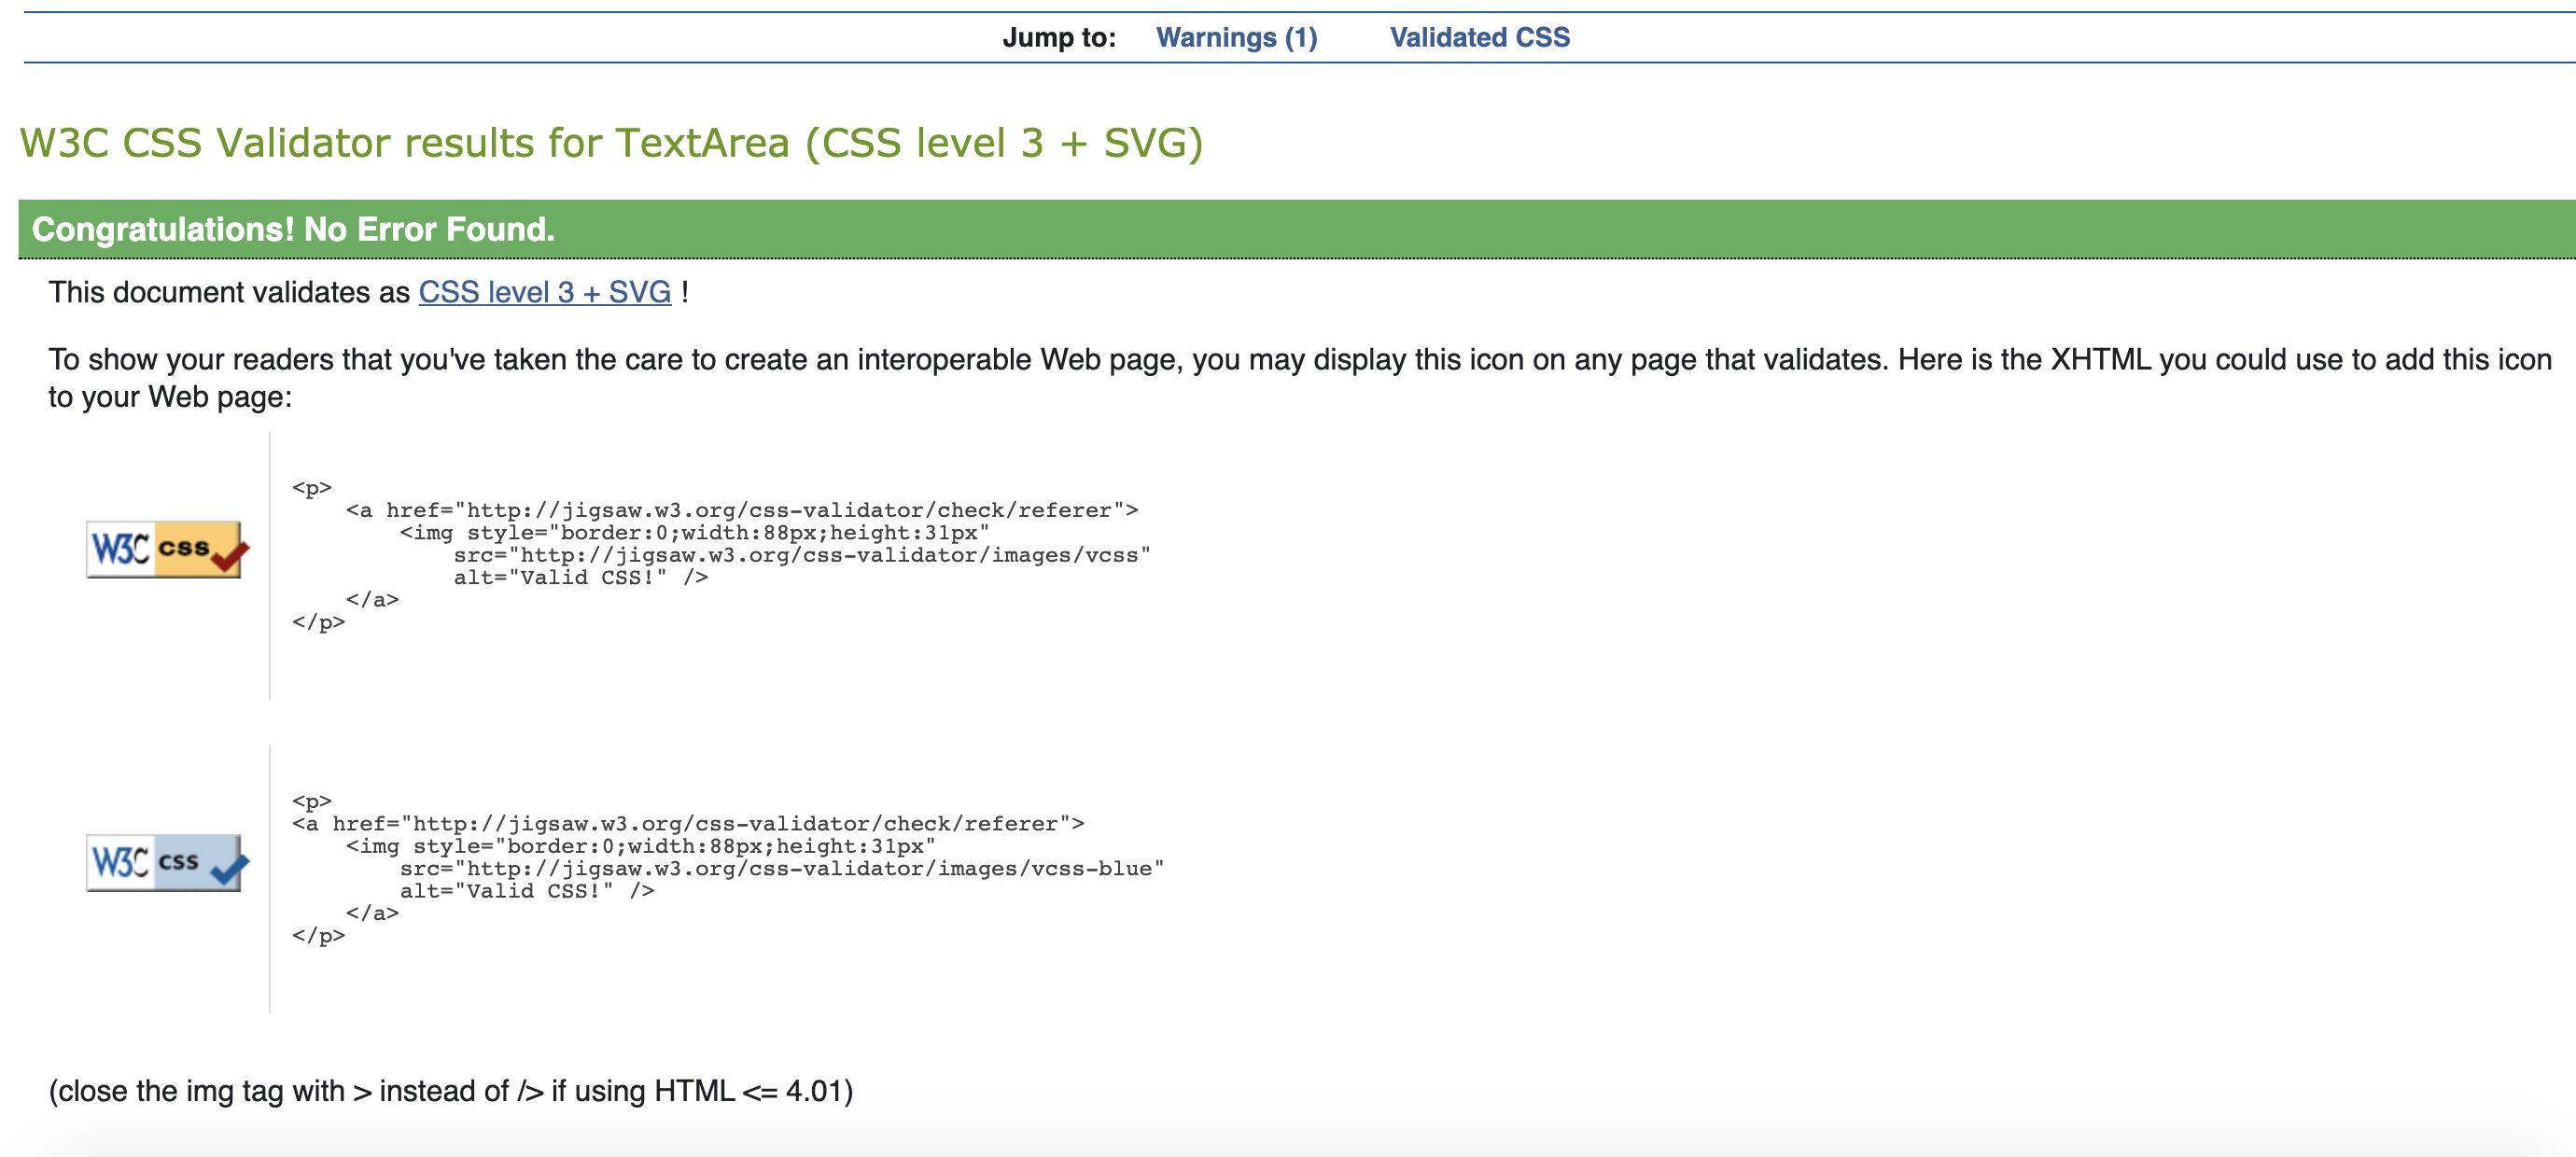 Jump to: Warnings (1) Validated CSS
W3C CSS Validator results for TextArea (CSS level 3 + SVG)
Congratulations! No Error Found.
This document validates as CSS level 3 + SVG !
To show your readers that you've taken the care to create an interoperable Web page, you may display this icon on any page that validates. Here is the XHTML you could use to add this icon
to your Web page:
<p>
    <a href="http://jigsaw.w3.org/css-validator/check/referer">
        <img style="border:0;width:88px;height:31px"
            src="http://jigsaw.w3.org/css-validator/images/vcss"
            alt="Valid CSS!" />
    </a>
</p>
W3C css
<p>
<a href="http://jigsaw.w3.org/css-validator/check/referer">
    <img style="border:0;width:88px;height:31px"
        src="http://jigsaw.w3.org/css-validator/images/vcss-blue"
        alt="Valid CSS!" />
    </a>
</p>
W3C css
(close the img tag with > instead of /> if using HTML <= 4.01)